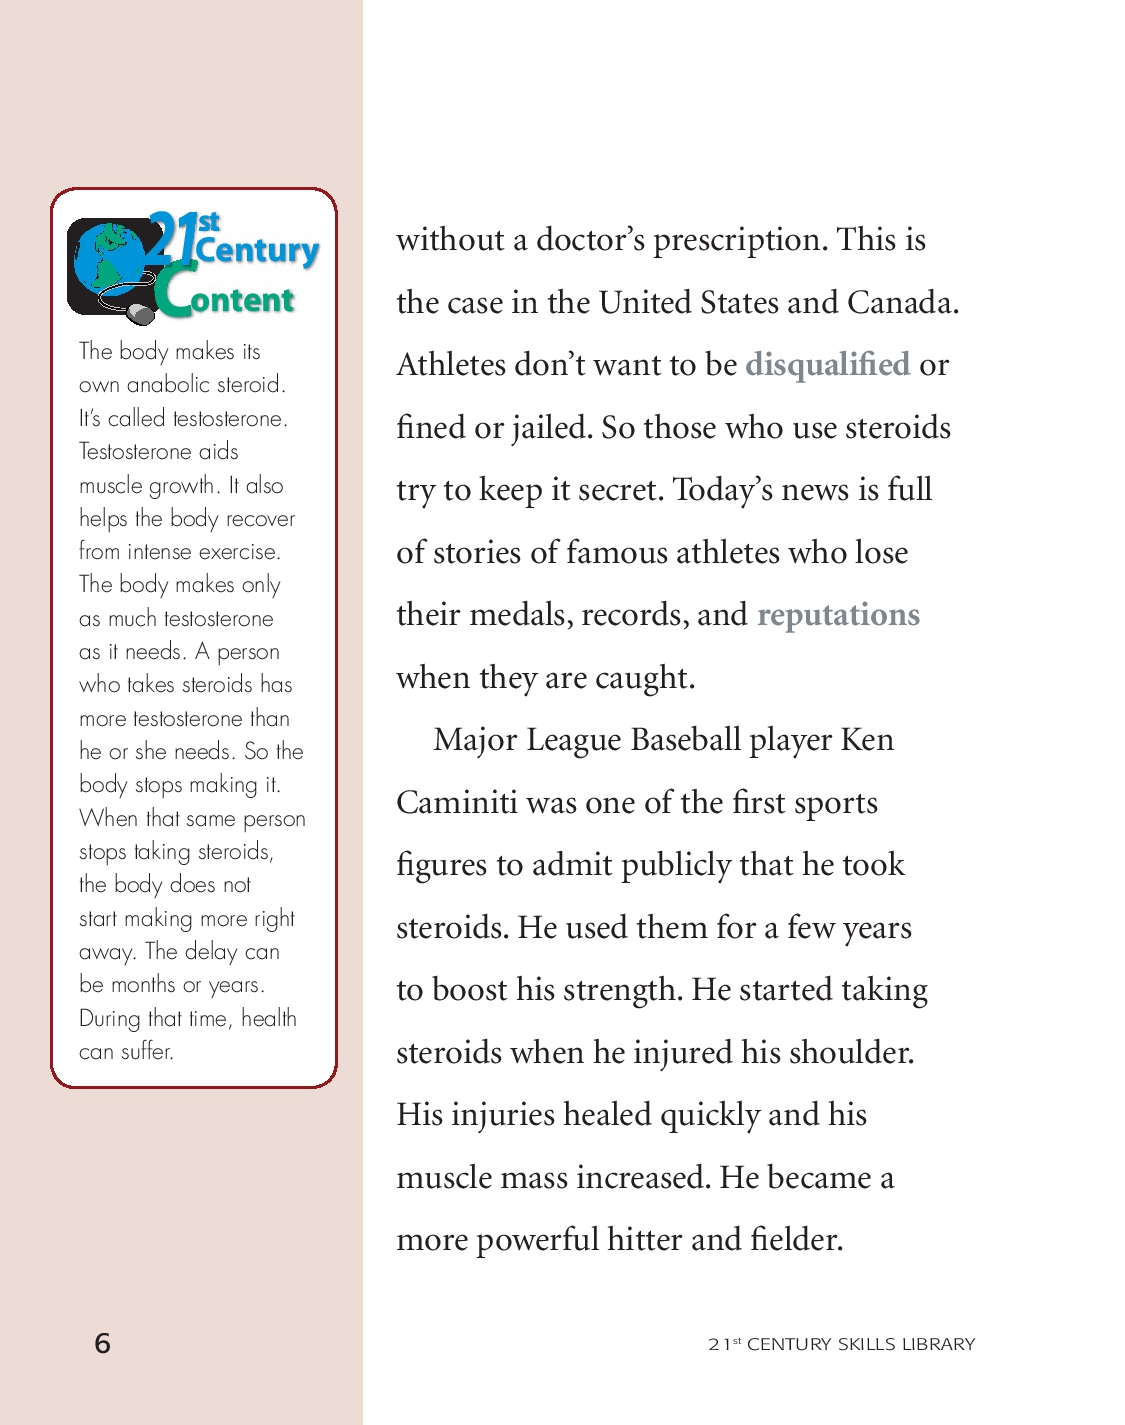 21st
Century
Content
The body makes its
own anabolic steroid.
It’s called testosterone.
Testosterone aids
muscle growth. It also
helps the body recover
from intense exercise.
The body makes only
as much testosterone
as it needs. A person
who takes steroids has
more testosterone than
he or she needs. So the
body stops making it.
When that same person
stops taking steroids,
the body does not
start making more right
away. The delay can
be months or years.
During that time, health
can suffer.
without a doctor’s prescription. This is
the case in the United States and Canada.
Athletes don’t want to be disqualified or
fined or jailed. So those who use steroids
try to keep it secret. Today’s news is full
of stories of famous athletes who lose
their medals, records, and reputations
when they are caught.
Major League Baseball player Ken
Caminiti was one of the first sports
figures to admit publicly that he took
steroids. He used them for a few years
to boost his strength. He started taking
steroids when he injured his shoulder.
His injuries healed quickly and his
muscle mass increased. He became a
more powerful hitter and fielder.
6
21st CENTURY SKILLS LIBRARY